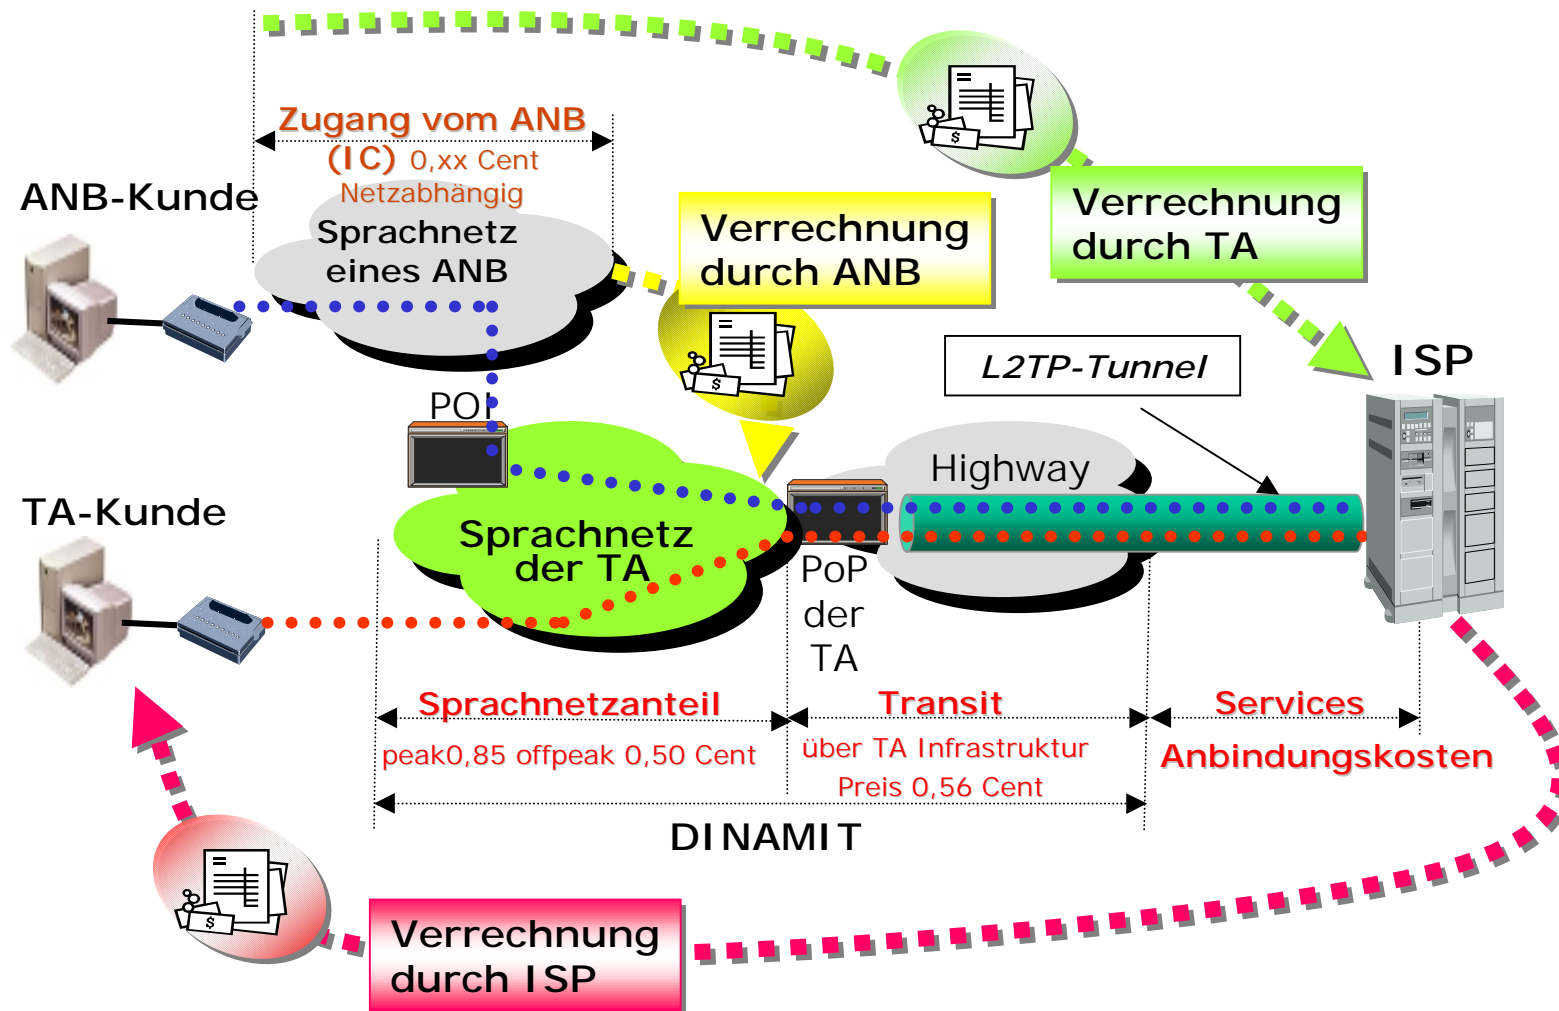 Zugang vom ANB
(IC) 0,xx Cent
Netzabhängig
ANB-Kunde
Sprachnetz
eines ANB
Verrechnung
durch ANB
Verrechnung
durch TA
$
$
L2TP-Tunnel
ISP
POI
Highway
TA-Kunde
Sprachnetz
der TA
PoP
der
TA
Sprachnetzanteil
peak0,85 offpeak 0,50 Cent
Transit
über TA Infrastruktur
Preis 0,56 Cent
Services
Anbindungskosten
DINAMIT
$
Verrechnung
durch ISP